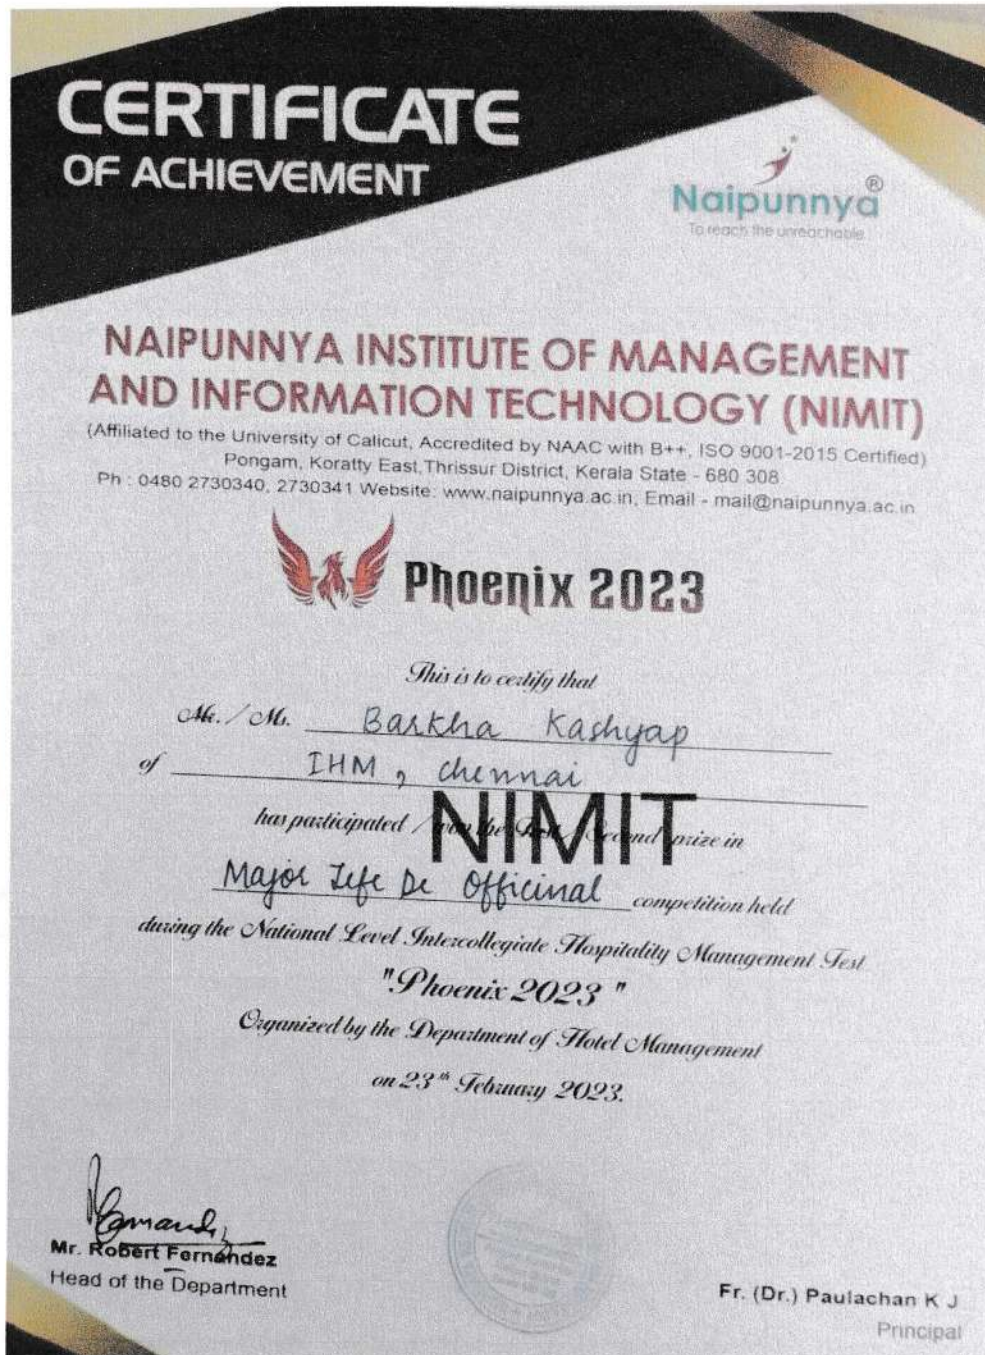 CERTIFICATE
OF ACHIEVEMENT
Naipunnya®
To reach the unreachable
NAIPUNNYA INSTITUTE OF MANAGEMENT
AND INFORMATION TECHNOLOGY (NIMIT)
(Affiliated to the University of Calicut, Accredited by NAAC with B++, ISO 9001-2015 Certified)
Pongam, Koratty East, Thrissur District, Kerala State - 680 308
Ph : 0480 2730340, 2730341 Website: www.naipunnya.ac.in, Email - mail@naipunnya.ac.in
Phoenix 2023
This is to certify that
Mr. / Ms. Barkha Kashyap
of IHM, chennai
NIMIT
has participated / won the First / Second prize in
Major Jefe De Officinal competition held
during the National Level Intercollegiate Hospitality Management Fest
"Phoenix 2023"
Organized by the Department of Hotel Management
on 23th February 2023.
Mr. Robert Fernandez
Head of the Department
Fr. (Dr.) Paulachan K J
Principal